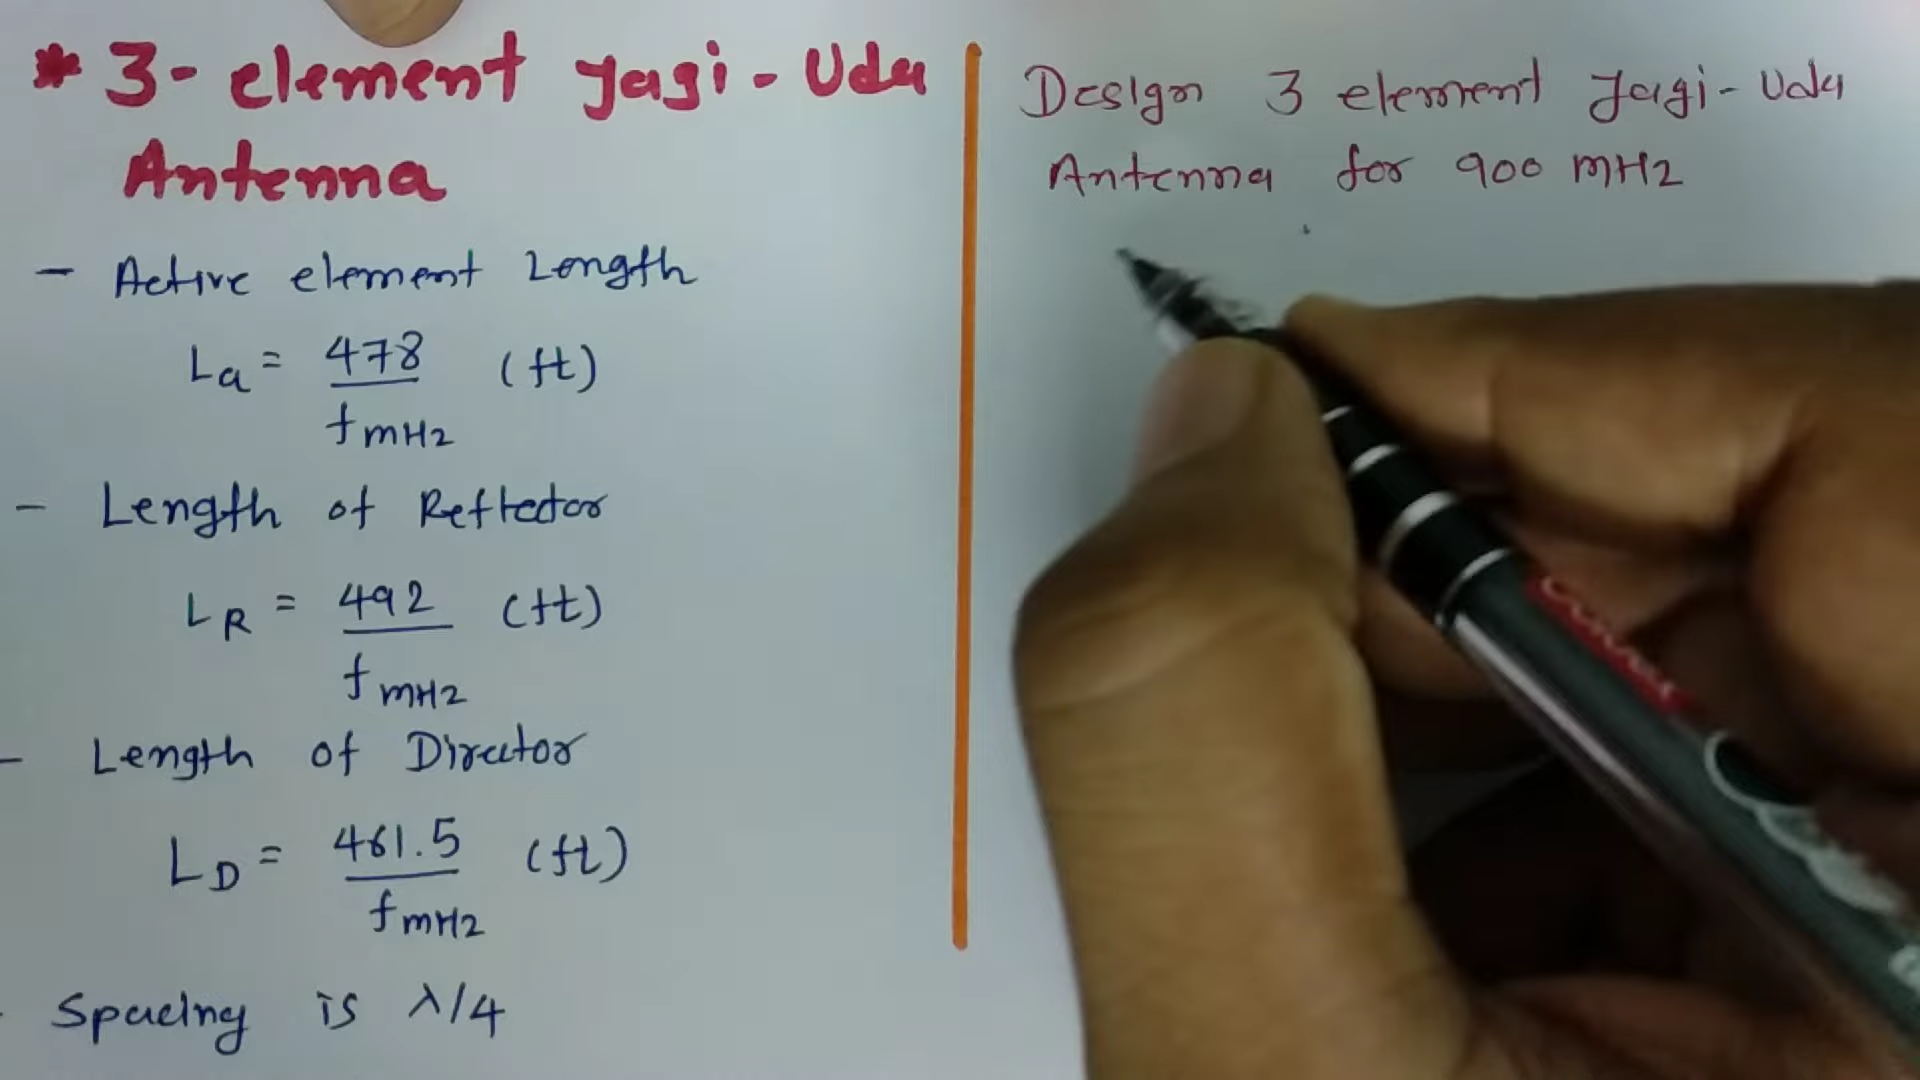 * 3-element Yagi-Uda
Antenna
- Active element Length
La = 478 (ft)
fMHz
- Length of Reflector
LR = 492 (ft)
fMHz
- Length of Director
LD = 461.5 (ft)
fMHz
- Spacing is λ/4
Design 3 element Yagi-Uda
Antenna for 900 MHz